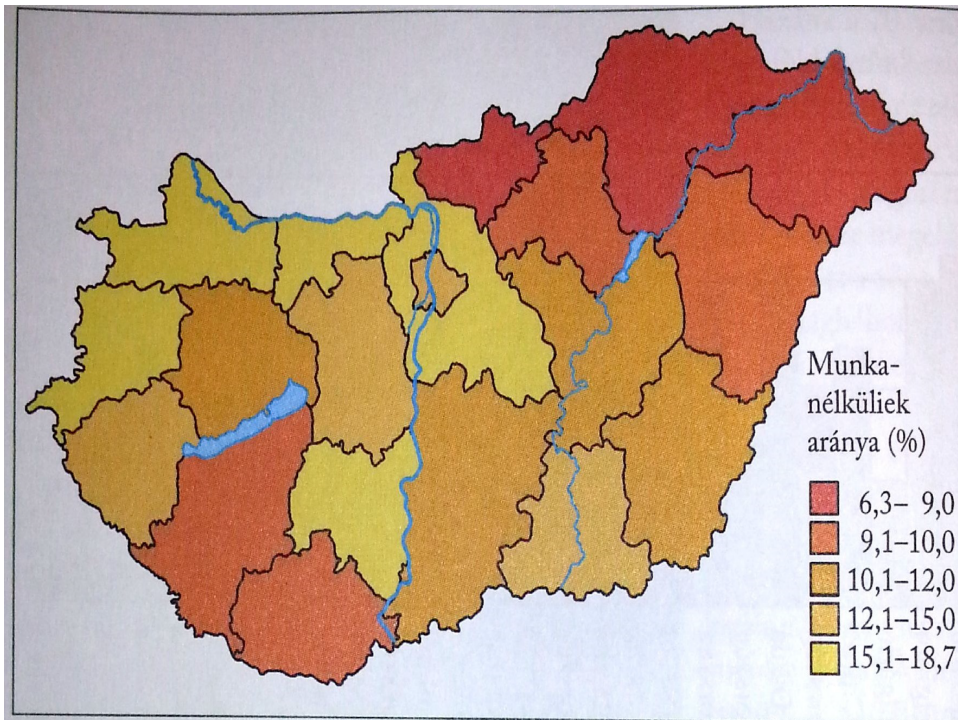 Munka-
nélküliek
aránya (%)
6,3– 9,0
9,1–10,0
10,1–12,0
12,1–15,0
15,1–18,7